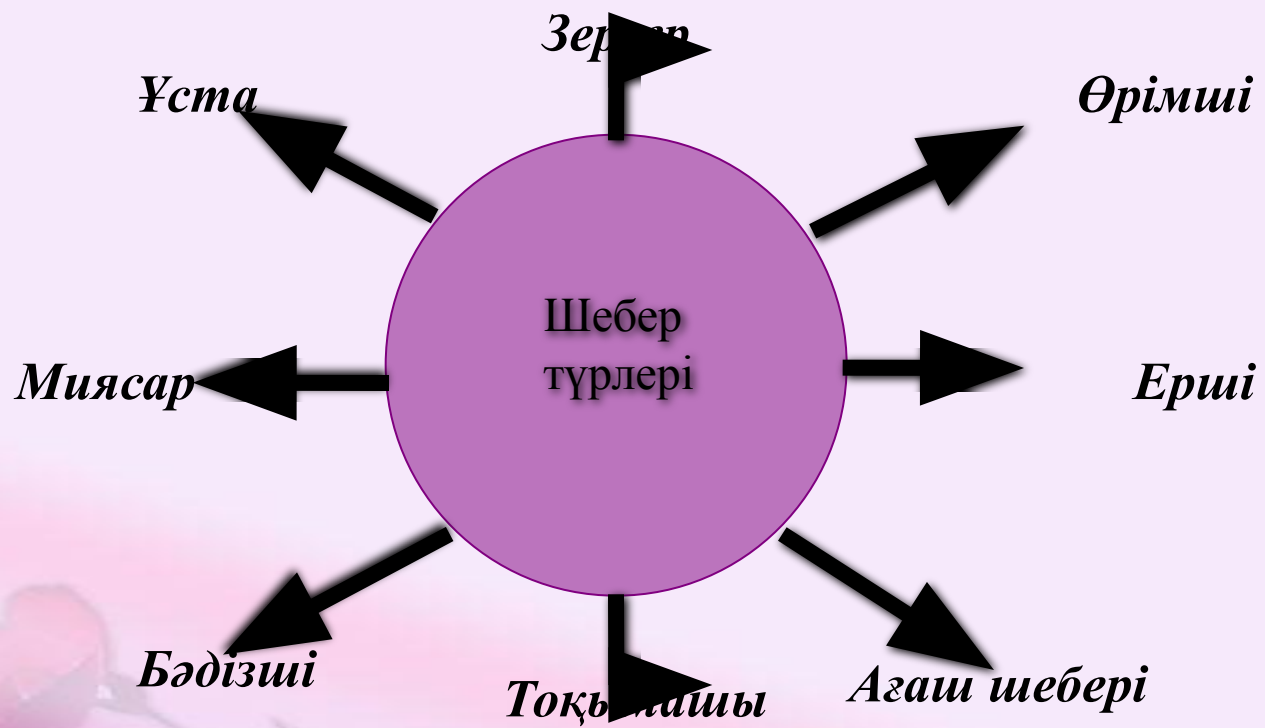 Ұста
Өрімші
Шебер
түрлері
Миясар
Ерші
Бәдізші
Ағаш шебері